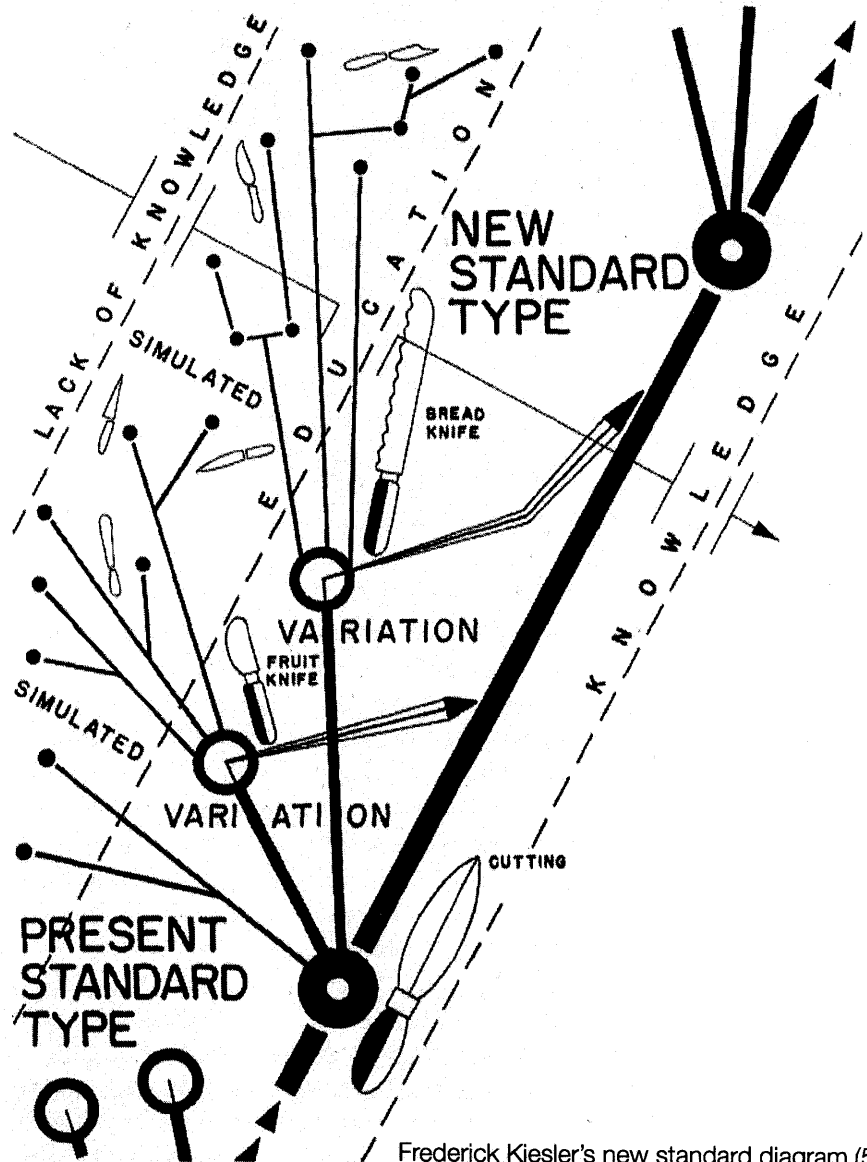 LACK OF KNOWLEDGE
EDUCATION
NEW
STANDARD
TYPE
SIMULATED
BREAD
KNIFE
KNOWLEDGE
VARIATION
FRUIT
KNIFE
SIMULATED
VARIATION
CUTTING
PRESENT
STANDARD
TYPE
Frederick Kiesler's new standard diagram